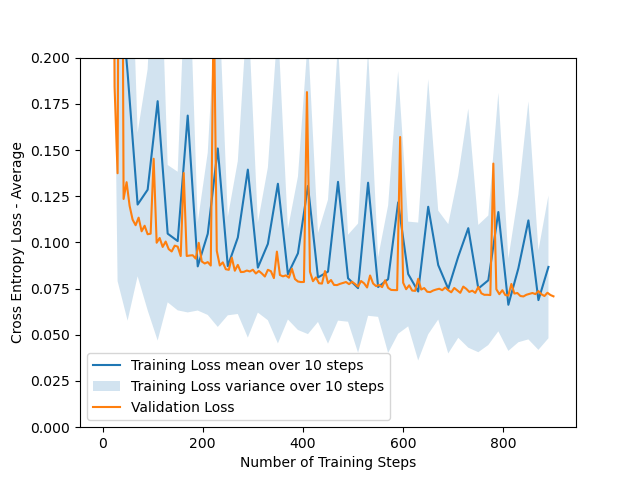 0.200
0.175
0.150
0.125
0.100
0.075
0.050
0.025
0.000
Cross Entropy Loss - Average
Training Loss mean over 10 steps
Training Loss variance over 10 steps
Validation Loss
0 200 400 600 800
Number of Training Steps